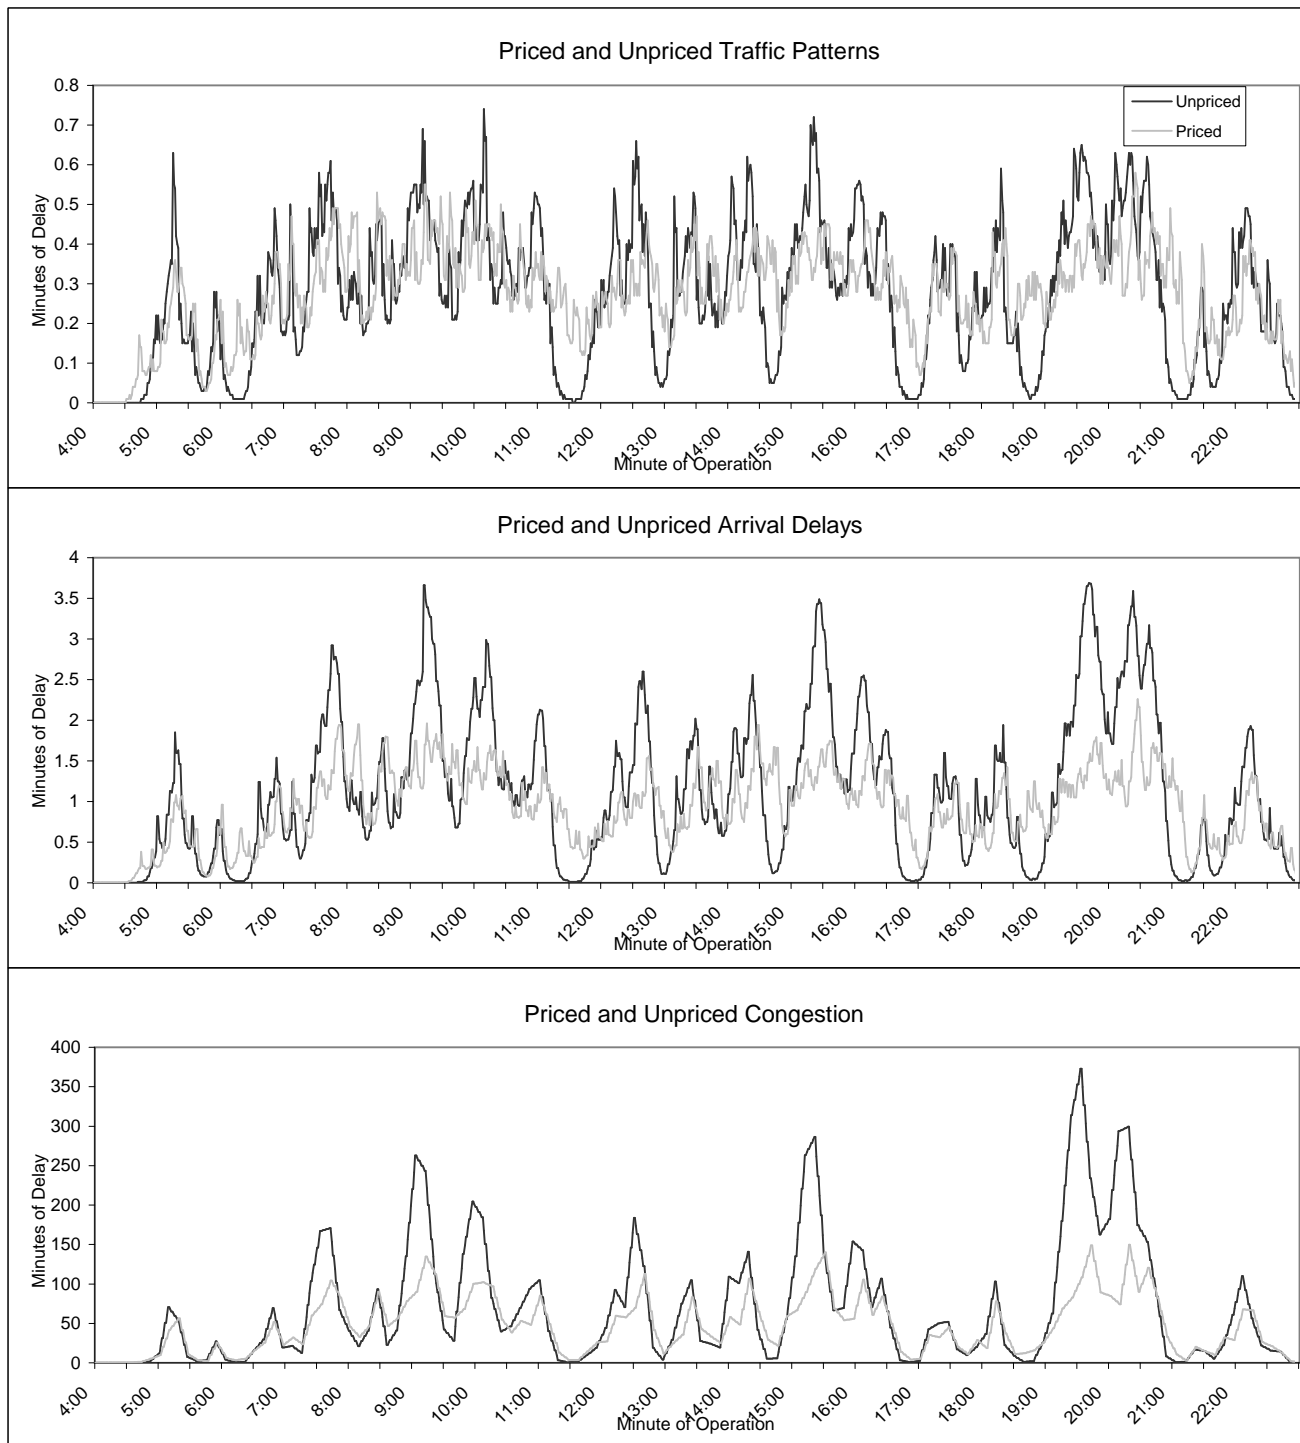 Priced and Unpriced Traffic Patterns
0.8
0.7
0.6
0.5
0.4
0.3
0.2
0.1
0
Minutes of Delay
Unpriced
Priced
4:00 5:00 6:00 7:00 8:00 9:00 10:00 11:00 12:00 13:00 14:00 15:00 16:00 17:00 18:00 19:00 20:00 21:00 22:00
Minute of Operation
Priced and Unpriced Arrival Delays
4
3.5
3
2.5
2
1.5
1
0.5
0
Minutes of Delay
4:00 5:00 6:00 7:00 8:00 9:00 10:00 11:00 12:00 13:00 14:00 15:00 16:00 17:00 18:00 19:00 20:00 21:00 22:00
Minute of Operation
Priced and Unpriced Congestion
400
350
300
250
200
150
100
50
0
Minutes of Delay
4:00 5:00 6:00 7:00 8:00 9:00 10:00 11:00 12:00 13:00 14:00 15:00 16:00 17:00 18:00 19:00 20:00 21:00 22:00
Minute of Operation